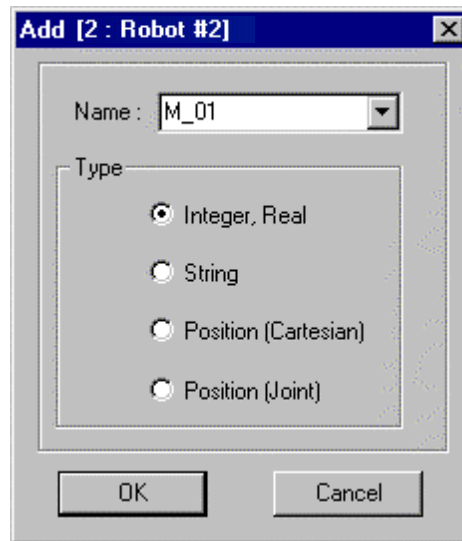 Add [2 : Robot #2]
Name : M_01
Type
Integer, Real
String
Position (Cartesian)
Position (Joint)
OK Cancel